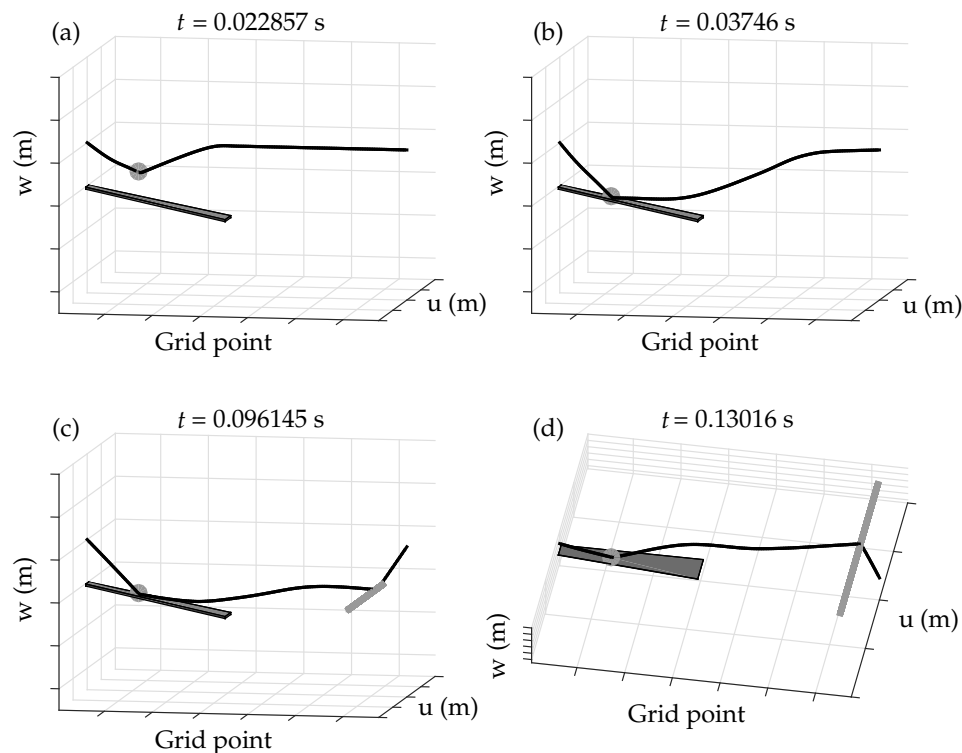 (a)
t = 0.022857 s
w (m)
u (m)
Grid point
(b)
t = 0.03746 s
w (m)
u (m)
Grid point
(c)
t = 0.096145 s
w (m)
u (m)
Grid point
(d)
t = 0.13016 s
w (m)
u (m)
Grid point